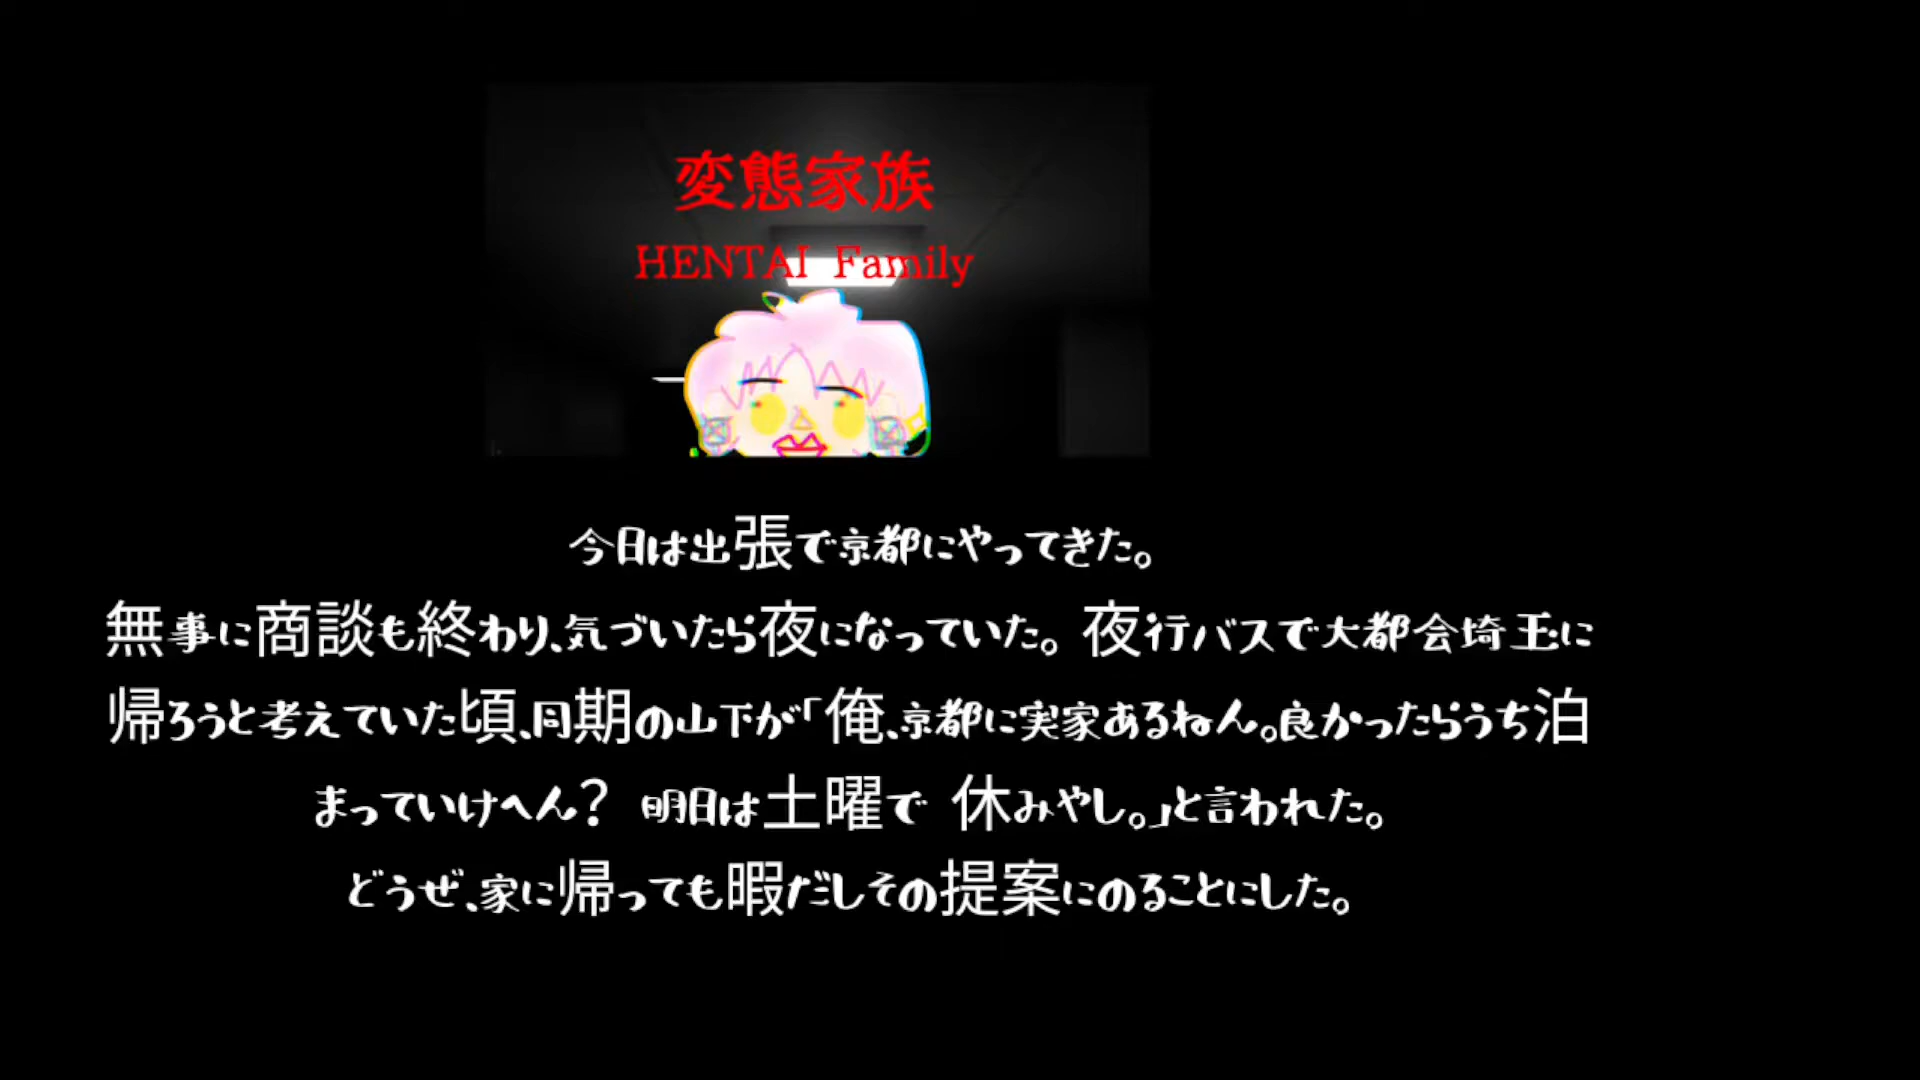 変態家族
HENTAI Family
今日は出張で京都にやってきた。
無事に商談も終わり、気づいたら夜になっていた。 夜行バスで大都会埼玉に
帰ろうと考えていた頃、同期の山下が「俺、京都に実家あるねん。良かったらうち泊
まっていけへん？ 明日は土曜で 休みやし。」と言われた。
どうぜ、家に帰っても暇だしその提案にのることにした。